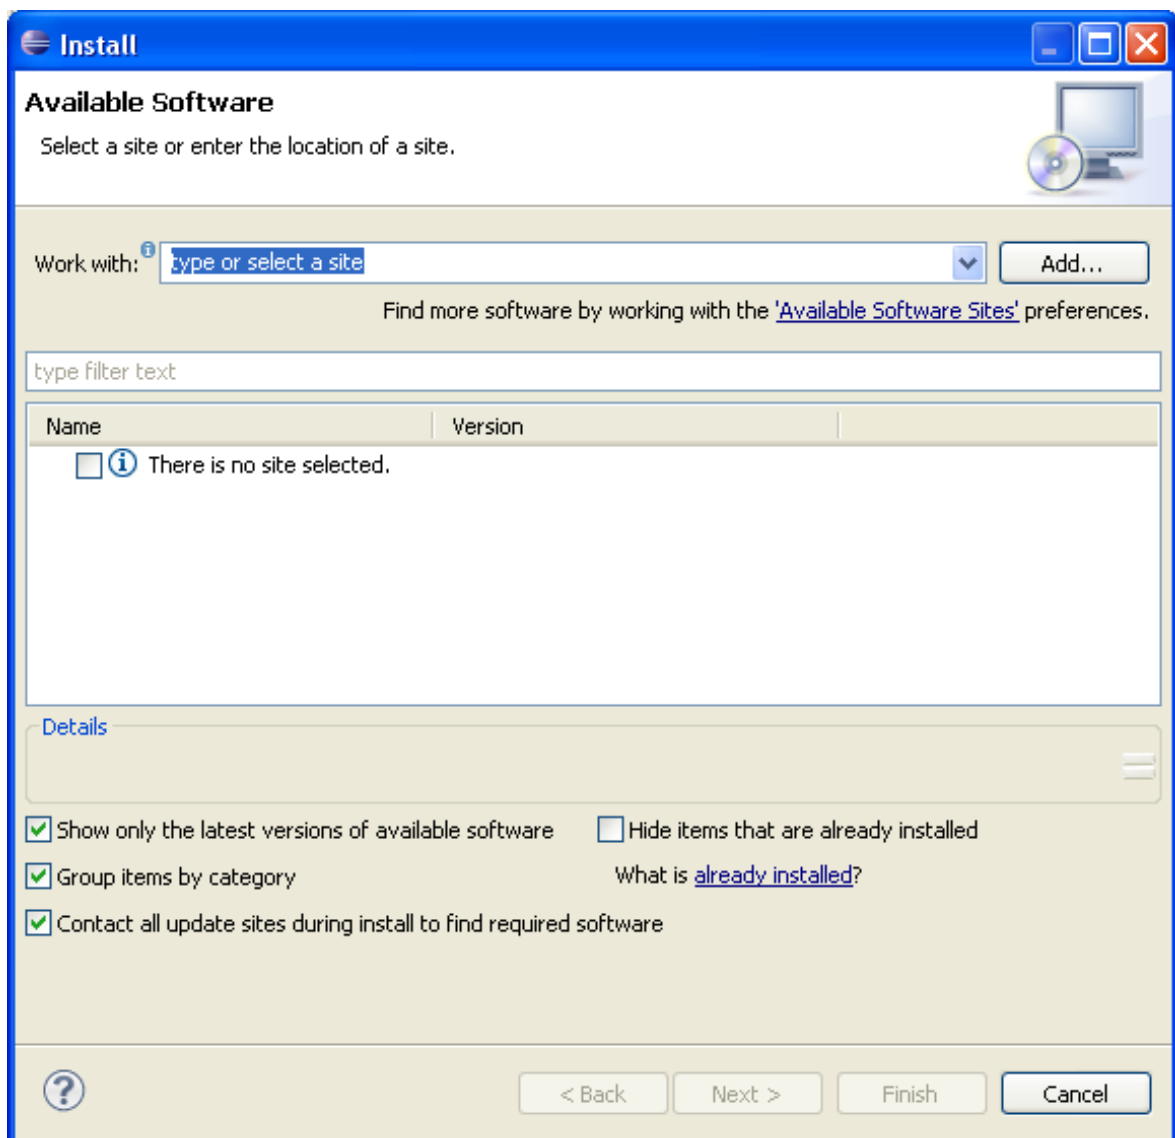 Install
Available Software
Select a site or enter the location of a site.
Work with: type or select a site Add...
Find more software by working with the 'Available Software Sites' preferences.
type filter text
Name Version
There is no site selected.
Details
Show only the latest versions of available software Hide items that are already installed
Group items by category What is already installed?
Contact all update sites during install to find required software
? < Back Next > Finish Cancel